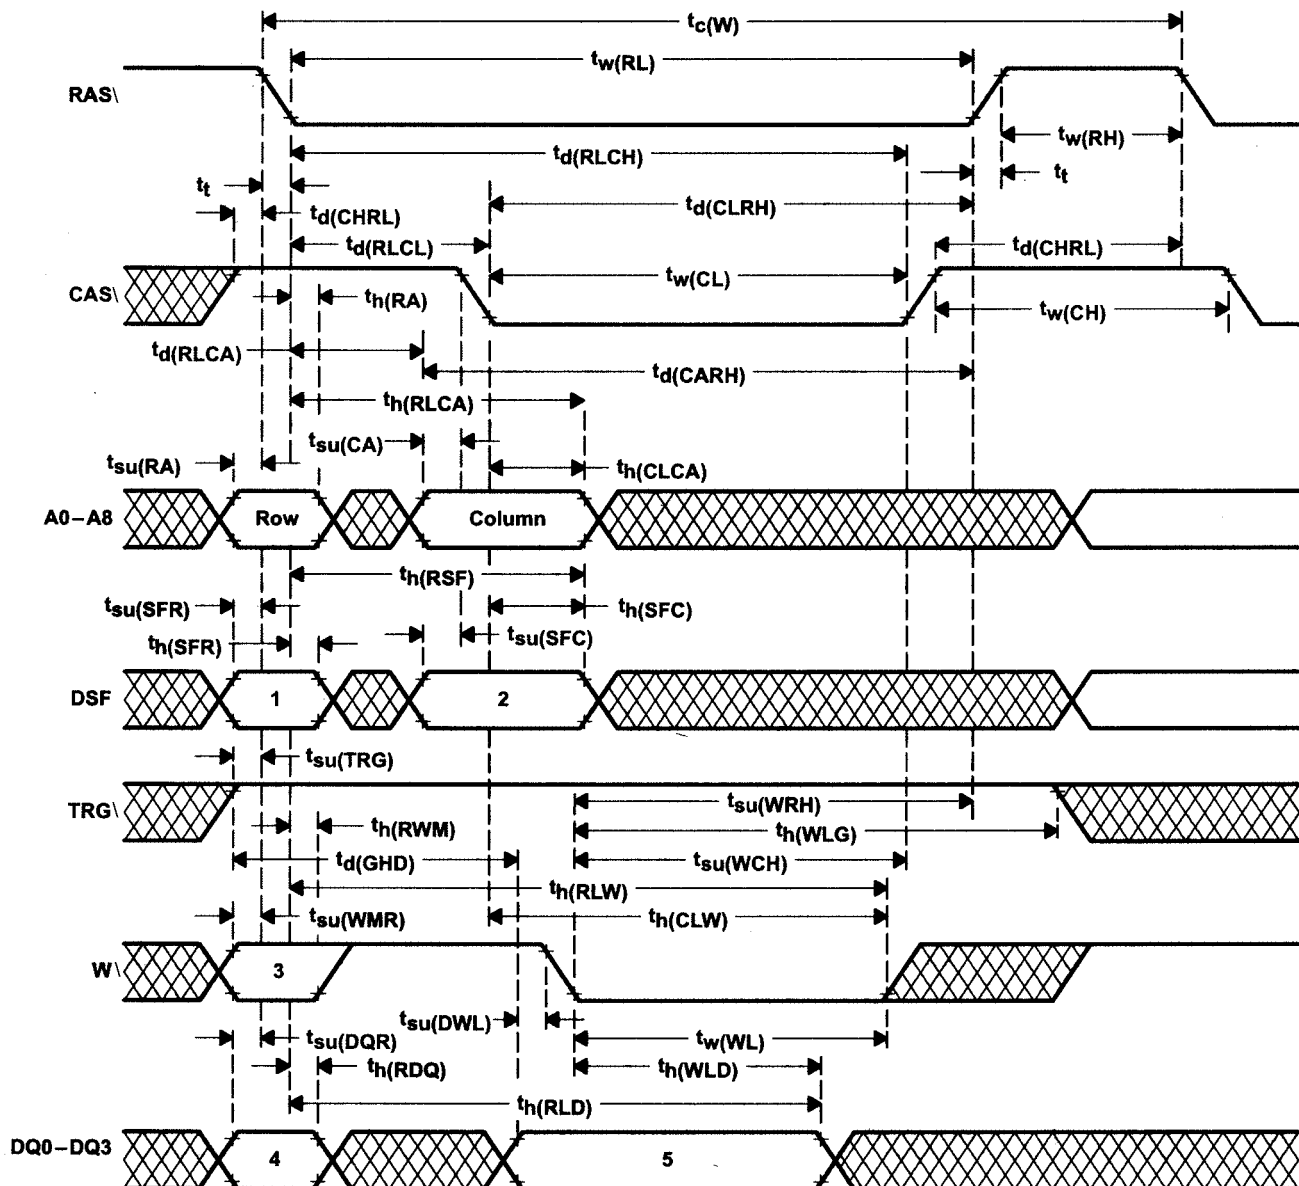 tc(W)
tw(RL)
RAS\
tw(RH)
td(RLCH)
tt
tt
td(CHRL)
td(CLRH)
td(RLCL)
td(CHRL)
CAS\
th(RA)
tw(CL)
tw(CH)
td(RLCA)
td(CARH)
th(RLCA)
tsu(CA)
tsu(RA)
th(CLCA)
A0–A8
Row
Column
th(RSF)
tsu(SFR)
th(SFC)
th(SFR)
tsu(SFC)
DSF
1
2
tsu(TRG)
TRG\
tsu(WRH)
th(RWM)
th(WLG)
td(GHD)
tsu(WCH)
th(RLW)
tsu(WMR)
th(CLW)
W\
3
tsu(DWL)
tsu(DQR)
tw(WL)
th(RDQ)
th(WLD)
th(RLD)
DQ0–DQ3
4
5